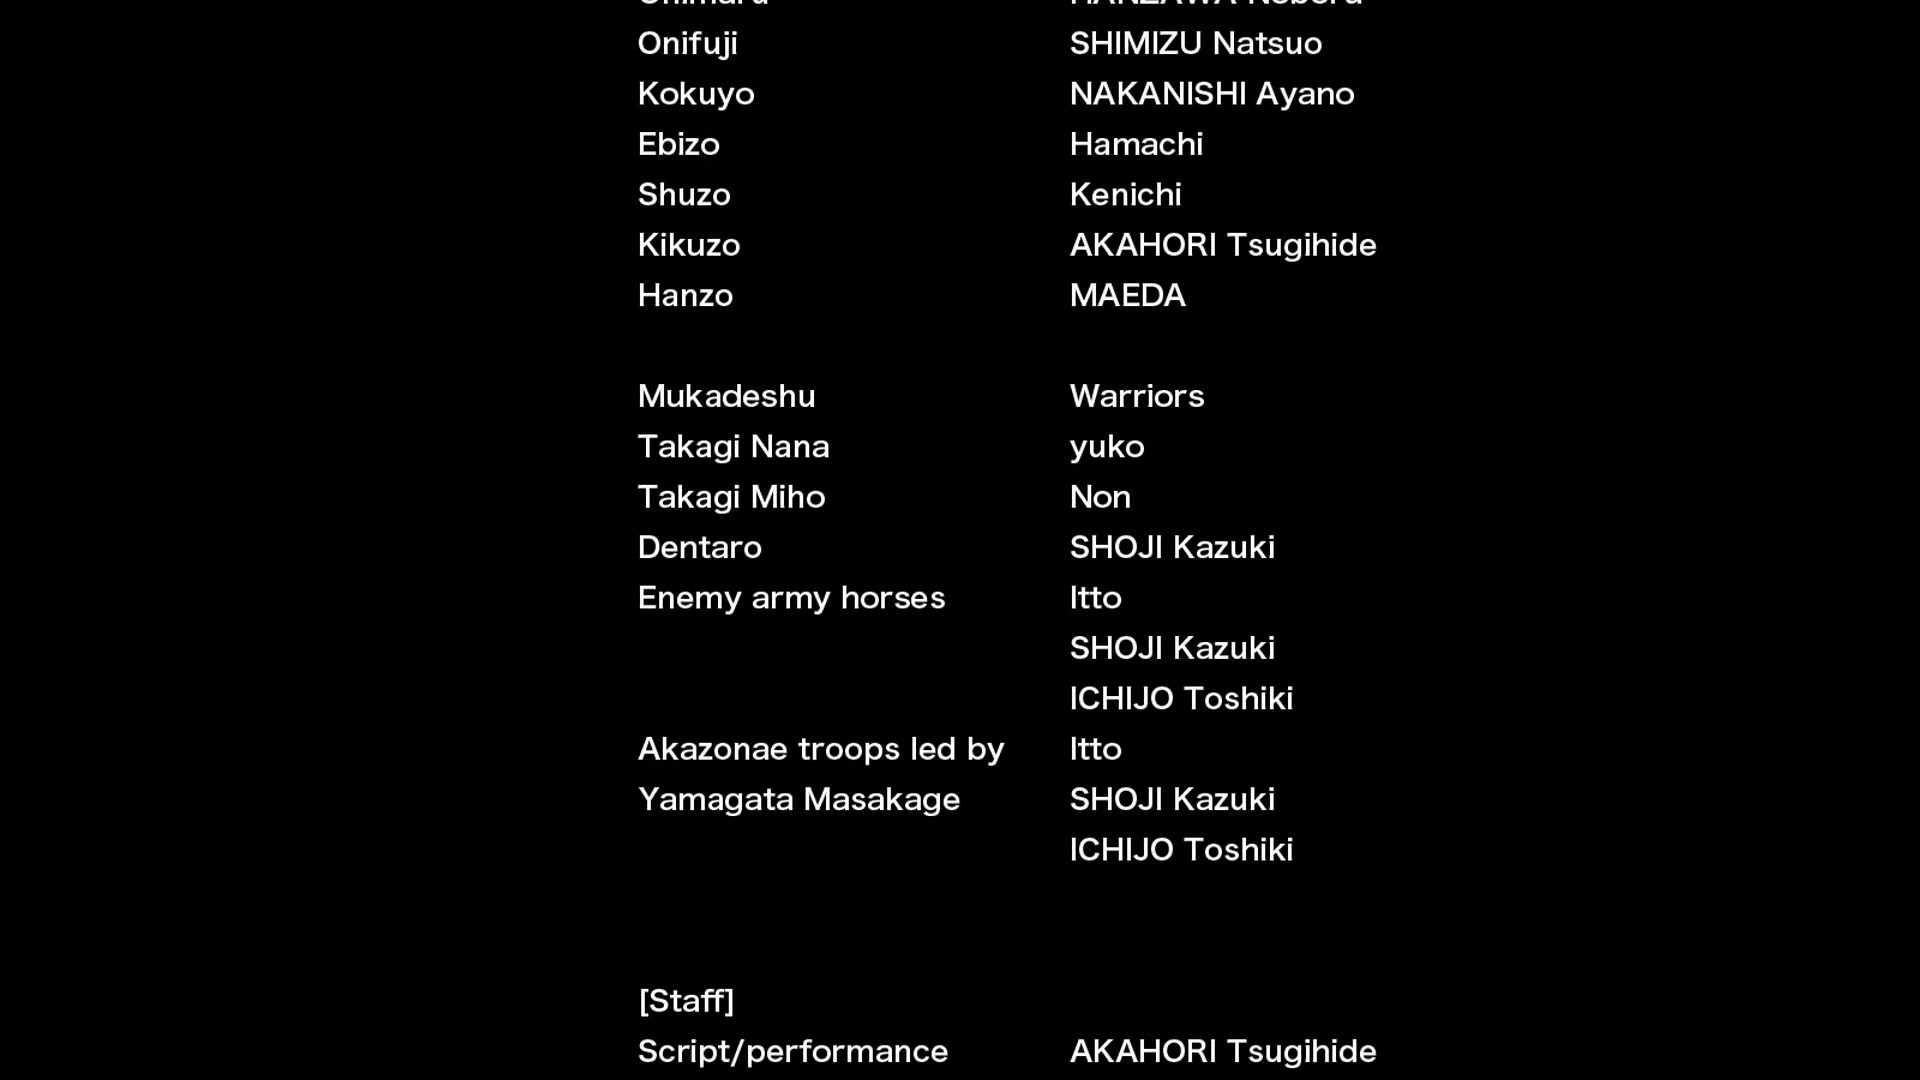 Onifuji SHIMIZU Natsuo
Kokuyo NAKANISHI Ayano
Ebizo Hamachi
Shuzo Kenichi
Kikuzo AKAHORI Tsugihide
Hanzo MAEDA
Mukadeshu Warriors
Takagi Nana yuko
Takagi Miho Non
Dentaro SHOJI Kazuki
Enemy army horses Itto
SHOJI Kazuki
ICHIJO Toshiki
Akazonae troops led by Itto
Yamagata Masakage SHOJI Kazuki
ICHIJO Toshiki
[Staff]
Script/performance AKAHORI Tsugihide